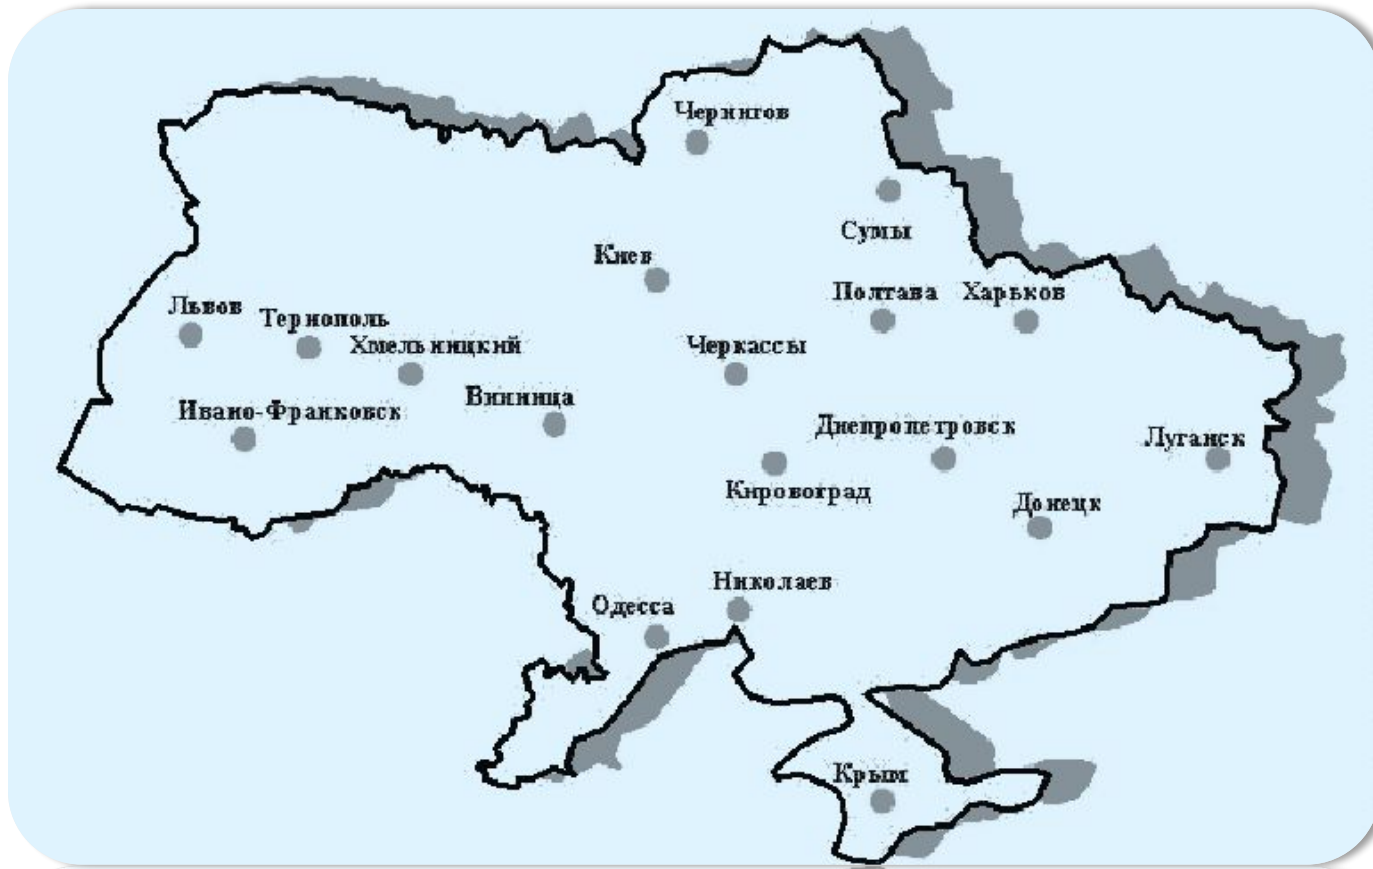 Чернигов
Сумы
Киев
Полтава
Харьков
Львов
Тернополь
Хмельницкий
Черкассы
Винница
Ивано-Франковск
Днепропетровск
Луганск
Кировоград
Донецк
Николаев
Одесса
Крым